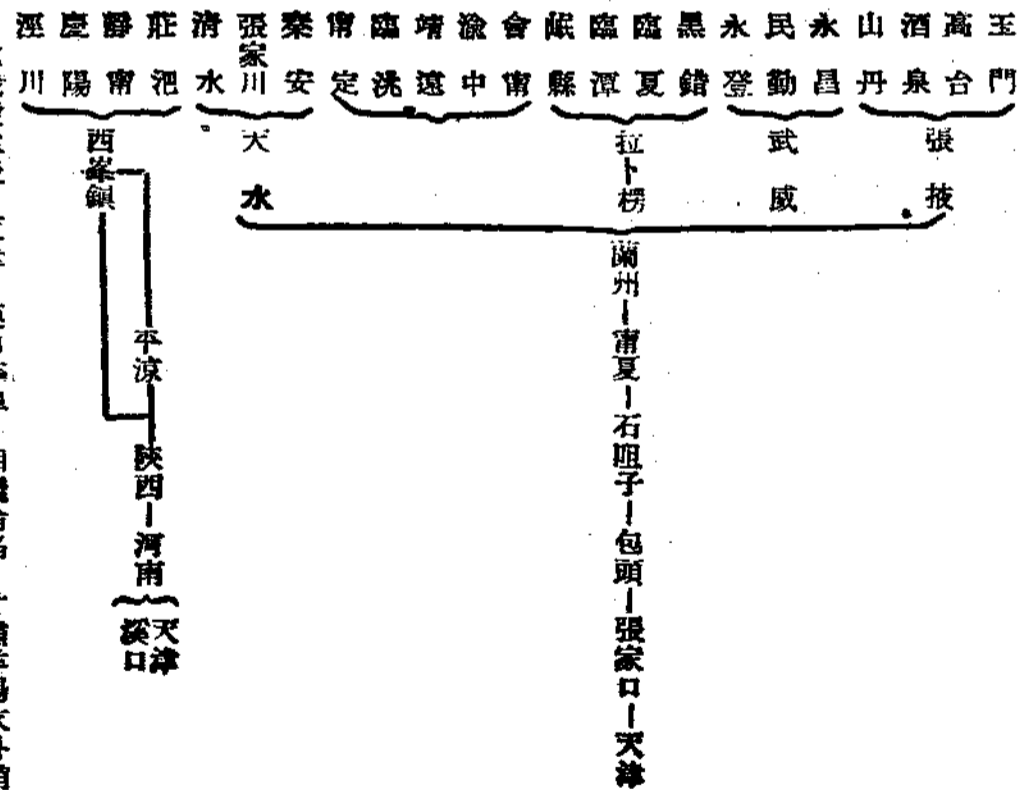 玉門
高台
酒泉
山丹
張掖
永昌
民勤
永登
武威
黑錯
臨夏
臨潭
岷縣
拉卜楞
會甯
渝中
靖遠
臨洮
甯定
秦安
張家川
清水
天水
蘭州－甯夏－石咀子－包頭－張家口－天津
莊浪
靜甯
慶陽
涇川
西峯鎮
平涼
陝西－河南
天津
漢口